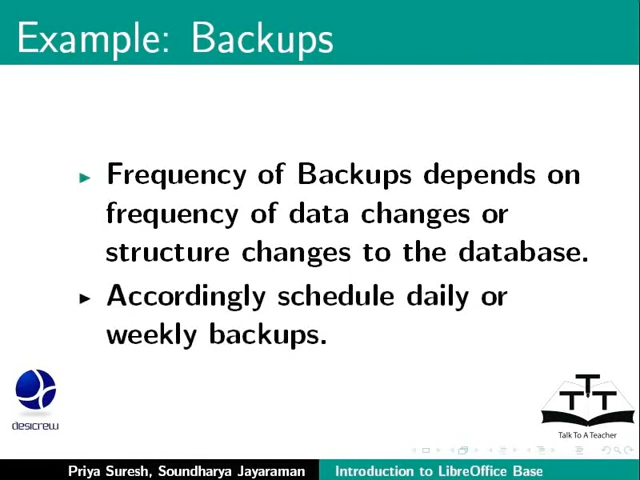 Example: Backups
Frequency of Backups depends on
frequency of data changes or
structure changes to the database.
Accordingly schedule daily or
weekly backups.
desicrew
T T T
Talk To A Teacher
Priya Suresh, Soundharya Jayaraman Introduction to LibreOffice Base